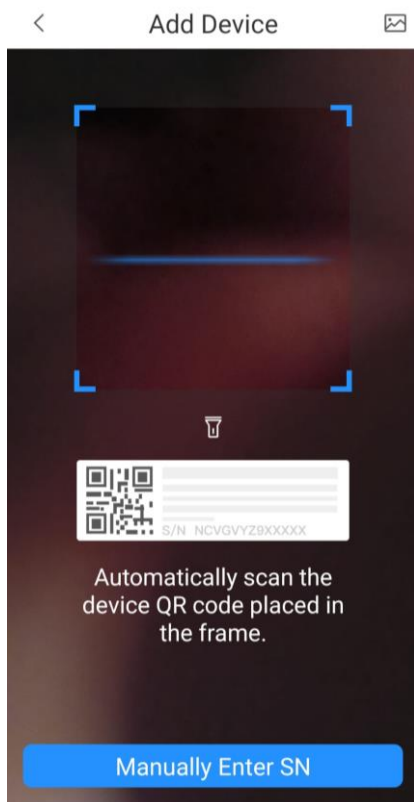 Add Device
S/N NCVGVYZ9XXXXX
Automatically scan the
device QR code placed in
the frame.
Manually Enter SN